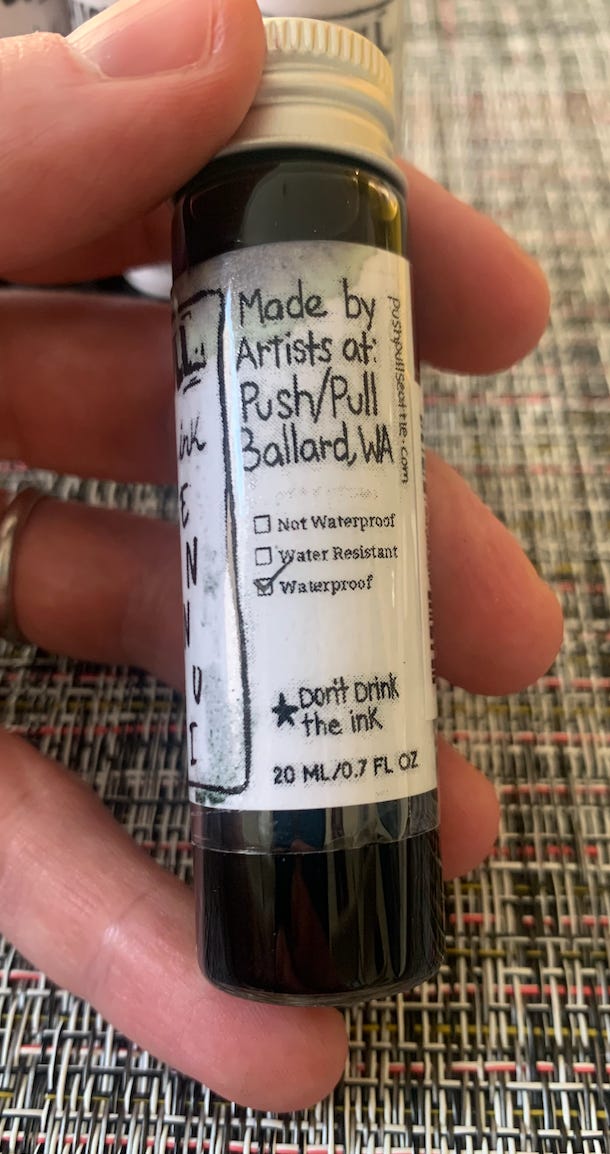 ink
E
N
N
U
I
Made by
Artists at:
Push/Pull
Ballard, WA
pushpullseattle.com
Not Waterproof
Water Resistant
Waterproof
Don't Drink
the ink
20 ML/0.7 FL OZ